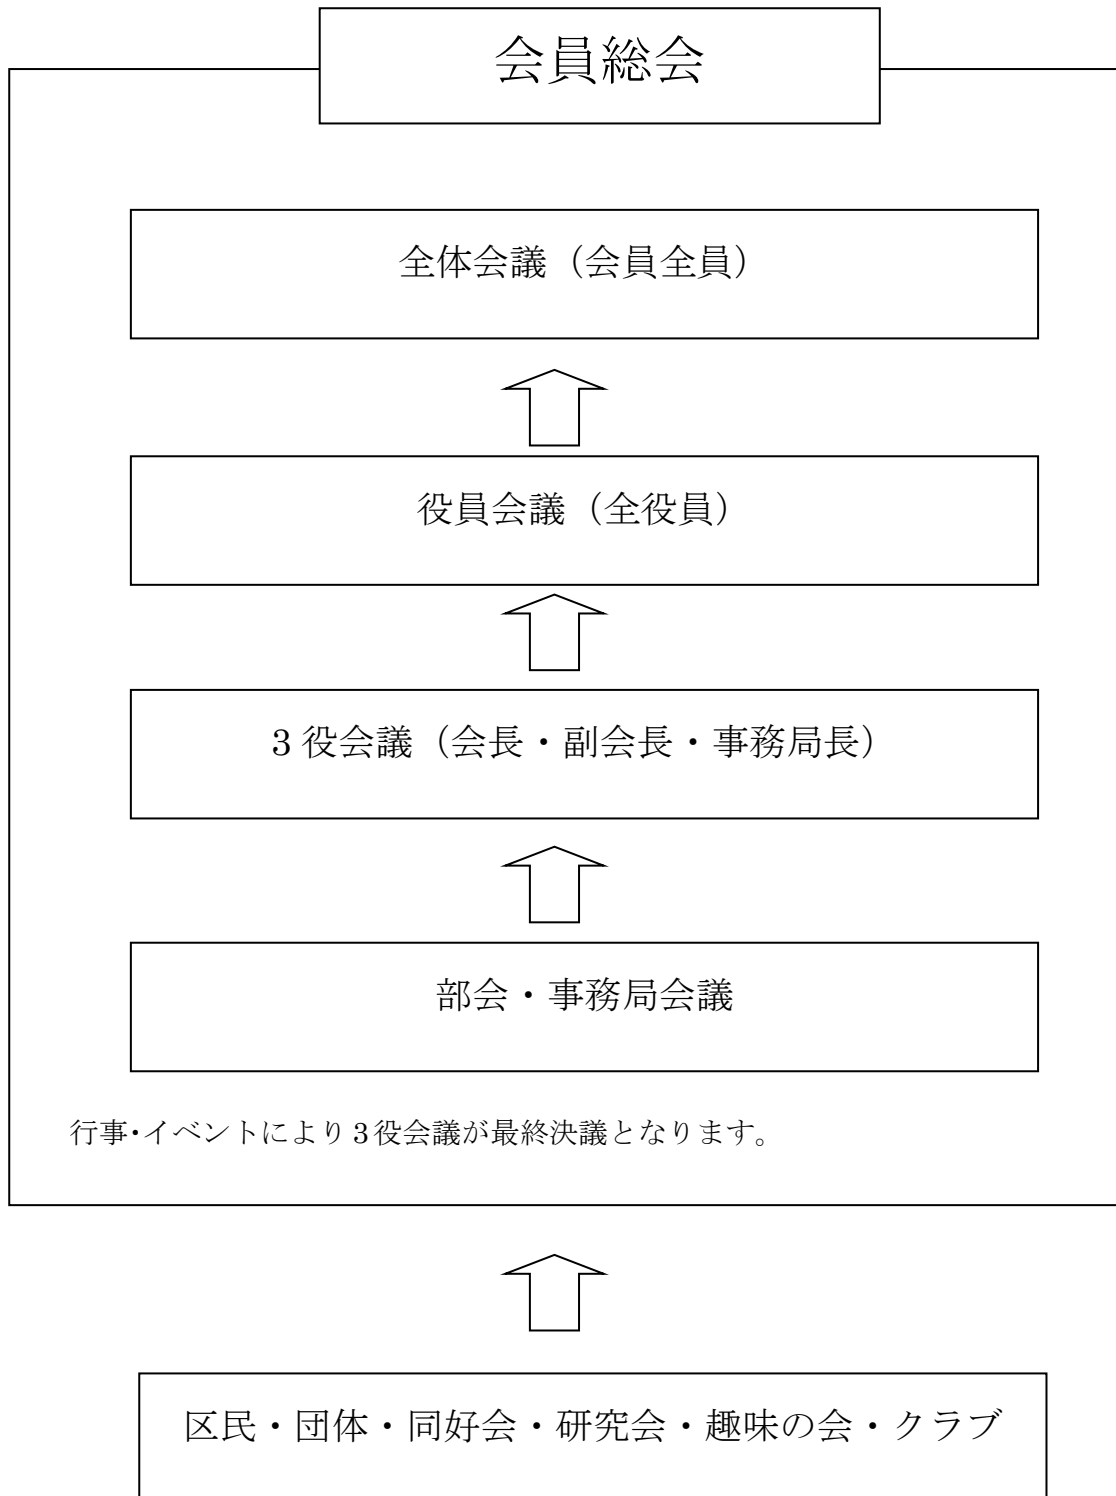 会員総会
全体会議（会員全員）
役員会議（全役員）
3 役会議（会長・副会長・事務局長）
部会・事務局会議
行事･イベントにより3役会議が最終決議となります。
区民・団体・同好会・研究会・趣味の会・クラブ